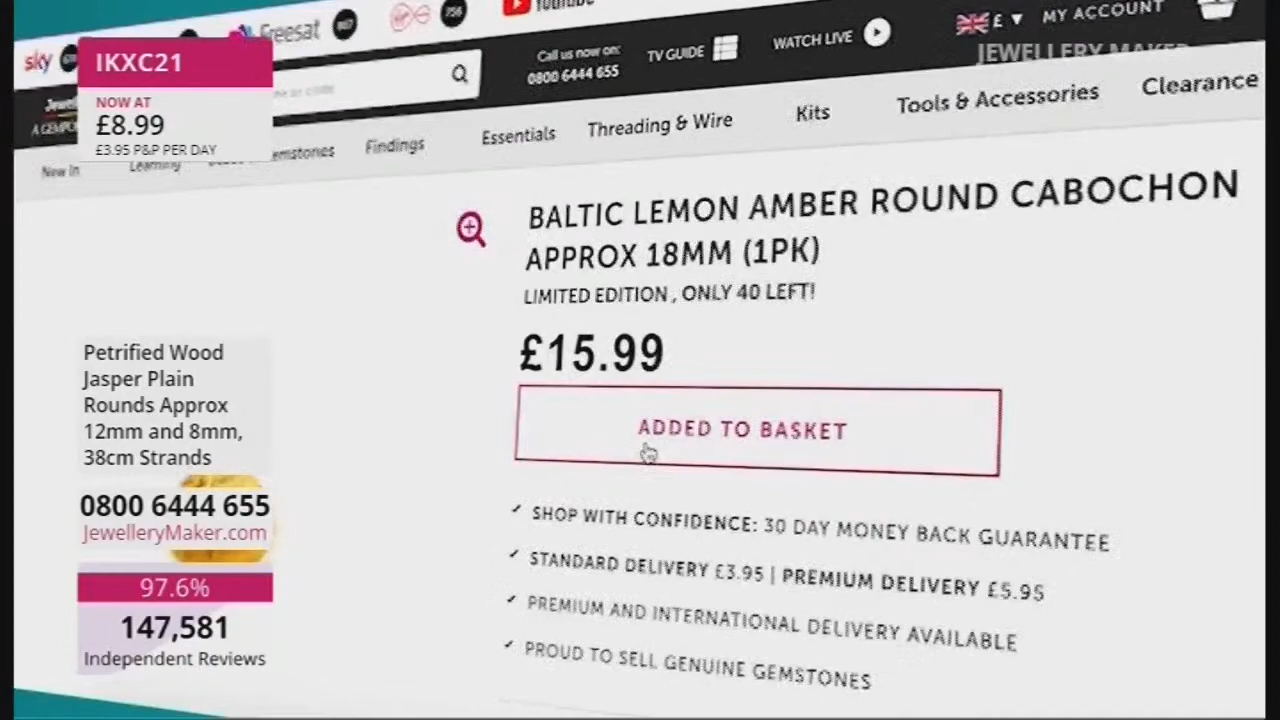 sky
Freesat
807
756
YouTube
IKXC21
NOW AT
£8.99
£3.95 P&P PER DAY
Call us now on:
0800 6444 655
TV GUIDE
WATCH LIVE
£
MY ACCOUNT
JEWELLERY MAKER
New In
Learning
Findings
Essentials
Threading & Wire
Kits
Tools & Accessories
Clearance
BALTIC LEMON AMBER ROUND CABOCHON
APPROX 18MM (1PK)
LIMITED EDITION, ONLY 40 LEFT!
£15.99
ADDED TO BASKET
✓ SHOP WITH CONFIDENCE: 30 DAY MONEY BACK GUARANTEE
✓ STANDARD DELIVERY £3.95 | PREMIUM DELIVERY £5.95
✓ PREMIUM AND INTERNATIONAL DELIVERY AVAILABLE
✓ PROUD TO SELL GENUINE GEMSTONES
Petrified Wood
Jasper Plain
Rounds Approx
12mm and 8mm,
38cm Strands
0800 6444 655
JewelleryMaker.com
97.6%
147,581
Independent Reviews